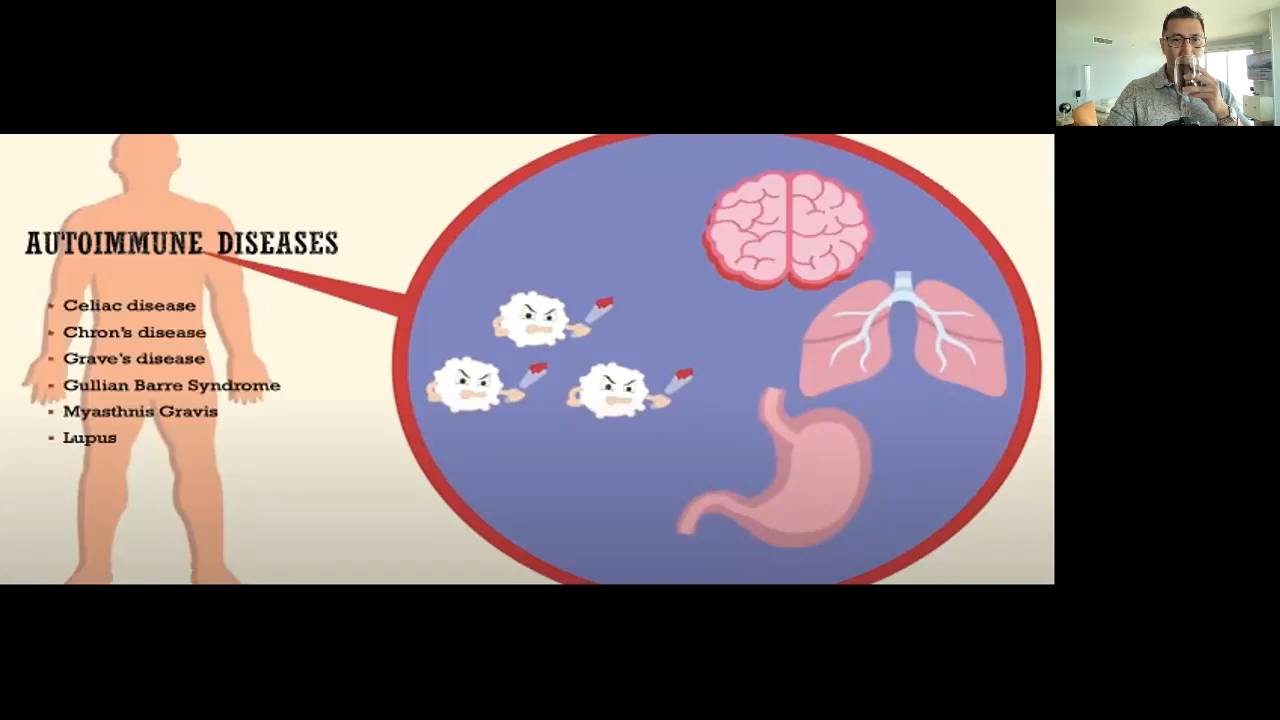 AUTOIMMUNE DISEASES
Celiac disease
Chron's disease
Grave's disease
Gullian Barre Syndrome
Myasthnis Gravis
Lupus